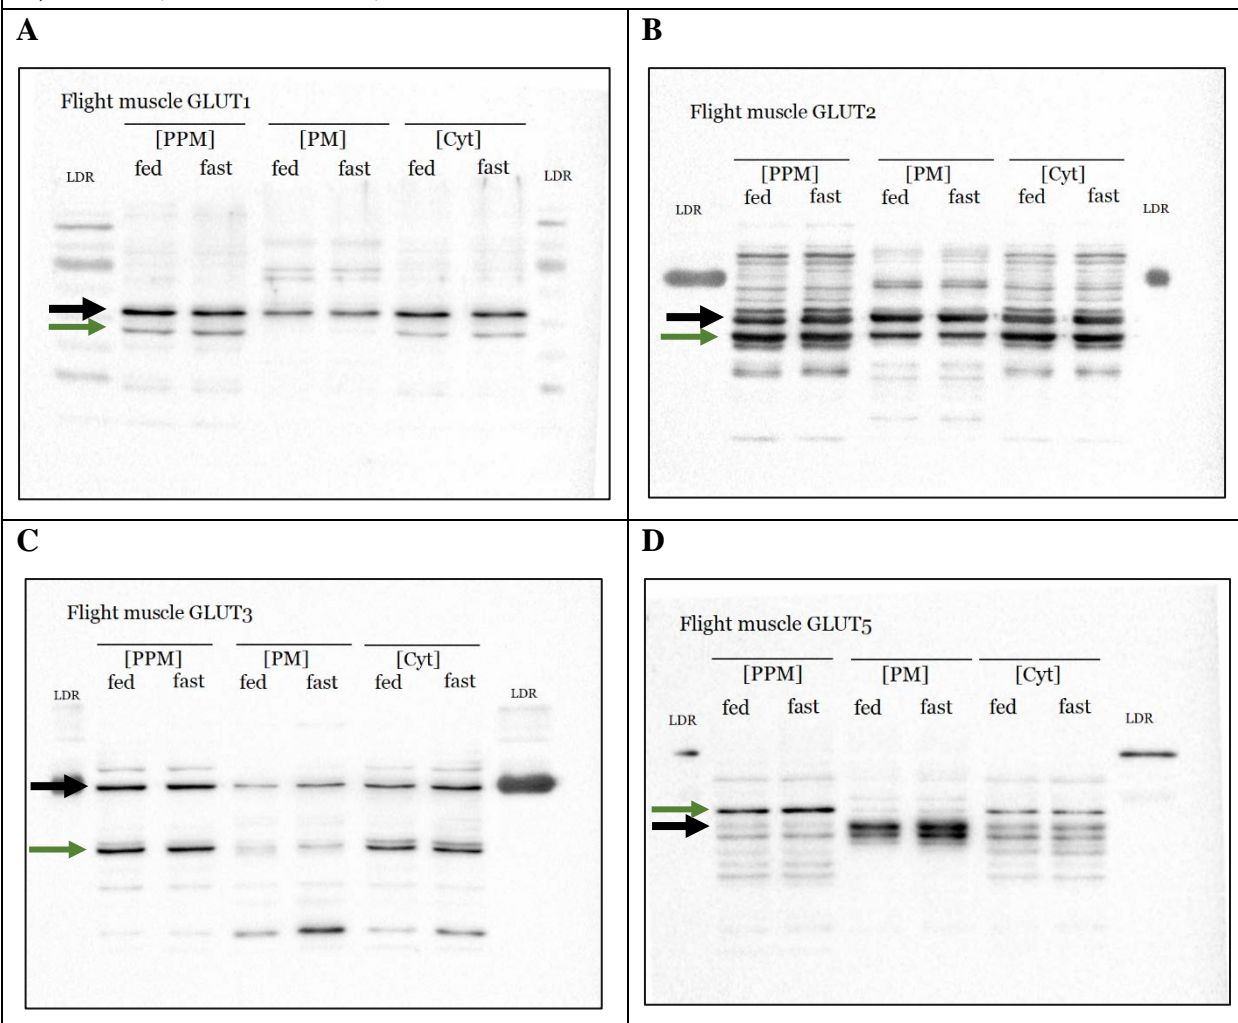 A
Flight muscle GLUT1
[PPM] [PM] [Cyt]
LDR fed fast fed fast fed fast LDR
B
Flight muscle GLUT2
[PPM] [PM] [Cyt]
LDR fed fast fed fast fed fast LDR
C
Flight muscle GLUT3
[PPM] [PM] [Cyt]
LDR fed fast fed fast fed fast LDR
D
Flight muscle GLUT5
[PPM] [PM] [Cyt]
LDR fed fast fed fast fed fast LDR